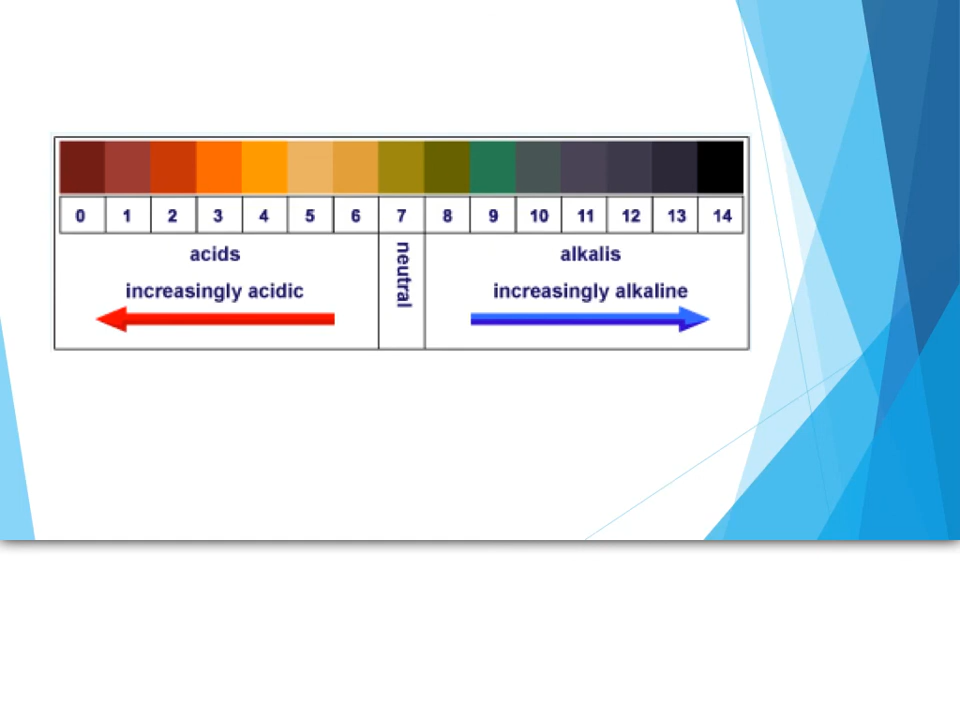 0 1 2 3 4 5 6 7 8 9 10 11 12 13 14
acids
neutral
alkalis
increasingly acidic
increasingly alkaline